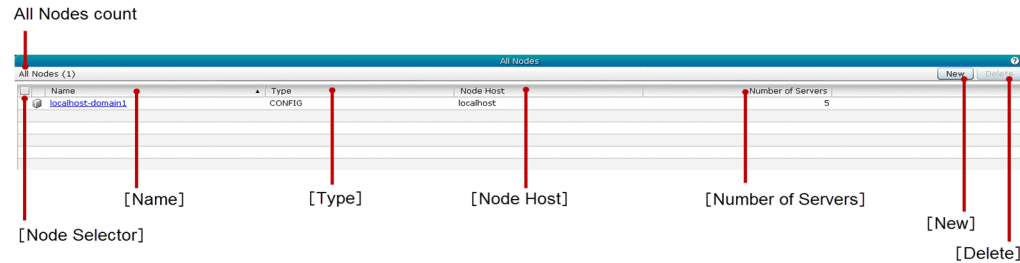 All Nodes count
All Nodes
?
All Nodes (1)
New
Delete
Name
Type
Node Host
Number of Servers
localhost-domain1
CONFIG
localhost
5
[Name]
[Type]
[Node Host]
[Number of Servers]
[New]
[Node Selector]
[Delete]